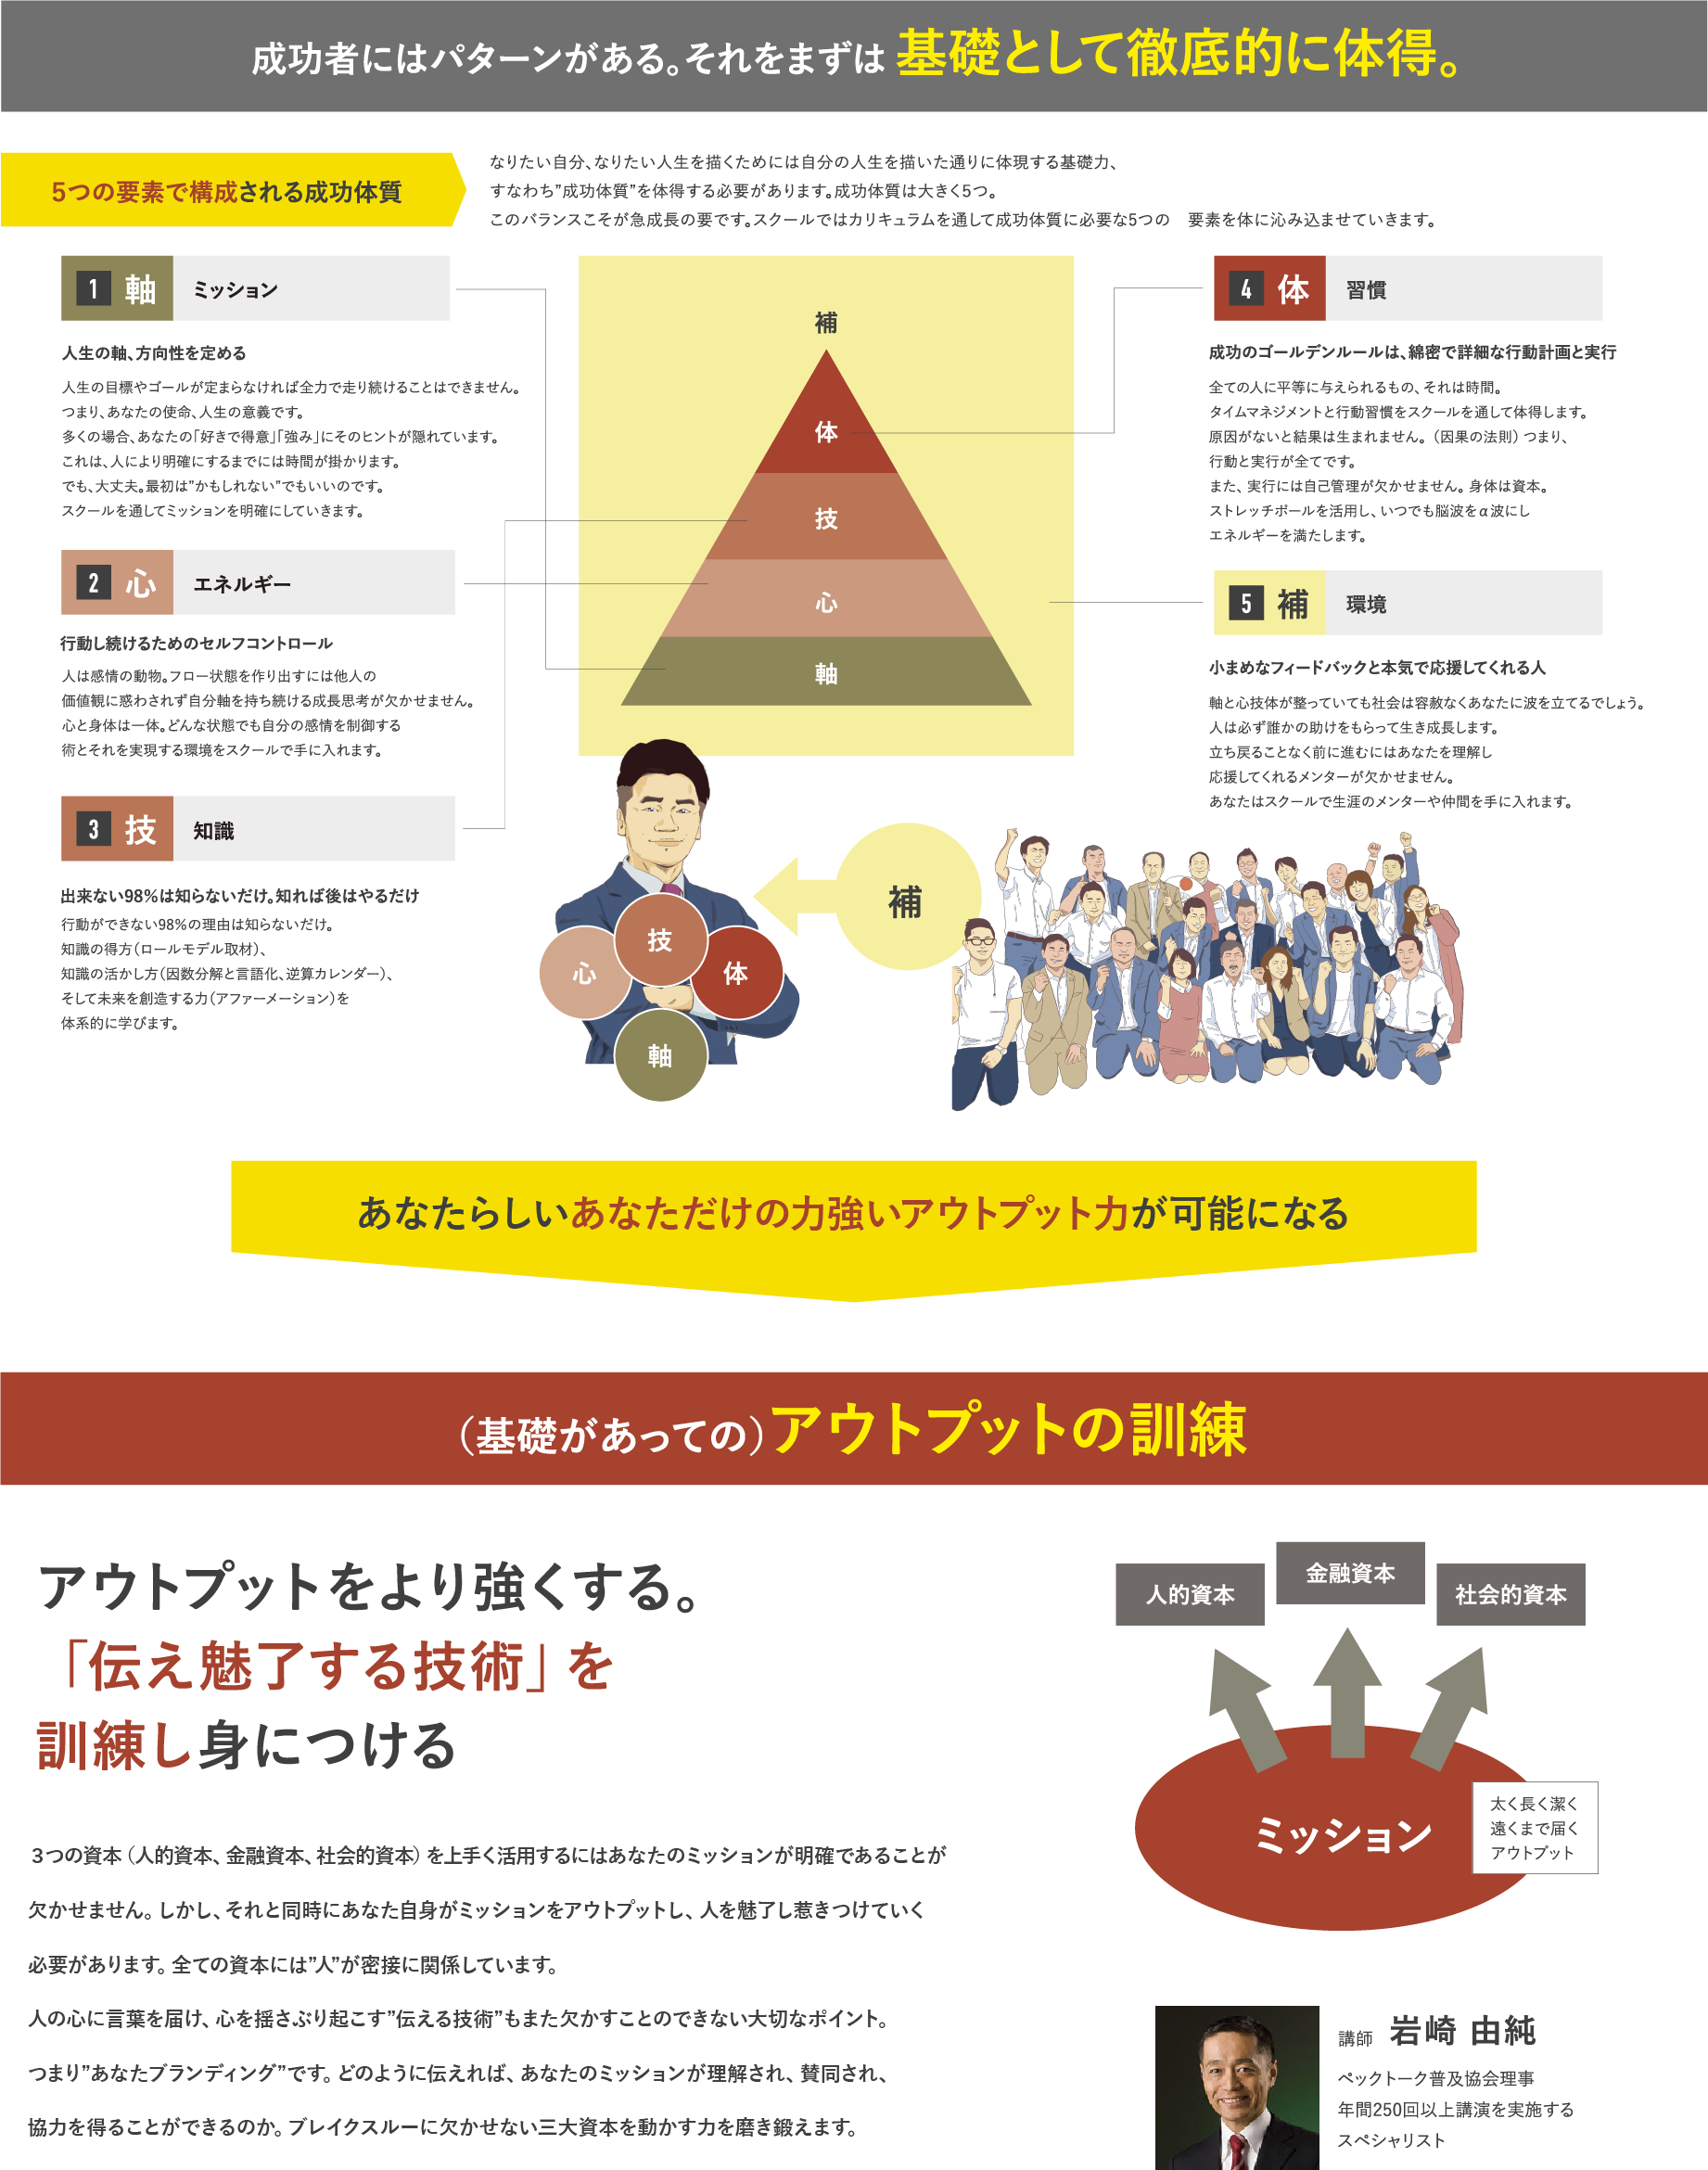 成功者にはパターンがある。それをまずは 基礎として徹底的に体得。
5つの要素で構成される成功体質
なりたい自分、なりたい人生を描くためには自分の人生を描いた通りに体現する基礎力、
すなわち”成功体質”を体得する必要があります。成功体質は大きく5つ。
このバランスこそが急成長の要です。スクールではカリキュラムを通して成功体質に必要な5つの　要素を体に沁み込ませていきます。
1 軸 ミッション
人生の軸、方向性を定める
人生の目標やゴールが定まらなければ全力で走り続けることはできません。
つまり、あなたの使命、人生の意義です。
多くの場合、あなたの「好きで得意」「強み」にそのヒントが隠れています。
これは、人により明確にするまでには時間が掛かります。
でも、大丈夫。最初は”かもしれない”でもいいのです。
スクールを通してミッションを明確にしていきます。
2 心 エネルギー
行動し続けるためのセルフコントロール
人は感情の動物。フロー状態を作り出すには他人の
価値観に惑わされず自分軸を持ち続ける成長思考が欠かせません。
心と身体は一体。どんな状態でも自分の感情を制御する
術とそれを実現する環境をスクールで手に入れます。
3 技 知識
出来ない98%は知らないだけ。知れば後はやるだけ
行動ができない98%の理由は知らないだけ。
知識の得方（ロールモデル取材）、
知識の活かし方（因数分解と言語化、逆算カレンダー）、
そして未来を創造する力（アファーメーション）を
体系的に学びます。
補
体
技
心
軸
4 体 習慣
成功のゴールデンルールは、綿密で詳細な行動計画と実行
全ての人に平等に与えられるもの、それは時間。
タイムマネジメントと行動習慣をスクールを通して体得します。
原因がないと結果は生まれません。（因果の法則）つまり、
行動と実行が全てです。
また、実行には自己管理が欠かせません。身体は資本。
ストレッチポールを活用し、いつでも脳波をα波にし
エネルギーを満たします。
5 補 環境
小まめなフィードバックと本気で応援してくれる人
軸と心技体が整っていても社会は容赦なくあなたに波を立てるでしょう。
人は必ず誰かの助けをもらって生き成長します。
立ち戻ることなく前に進むにはあなたを理解し
応援してくれるメンターが欠かせません。
あなたはスクールで生涯のメンターや仲間を手に入れます。
技
心
体
軸
補
あなたらしいあなただけの力強いアウトプット力が可能になる
（基礎があっての）アウトプットの訓練
アウトプットをより強くする。
「伝え魅了する技術」を
訓練し身につける
3つの資本（人的資本、金融資本、社会的資本）を上手く活用するにはあなたのミッションが明確であることが
欠かせません。しかし、それと同時にあなた自身がミッションをアウトプットし、人を魅了し惹きつけていく
必要があります。全ての資本には”人”が密接に関係しています。
人の心に言葉を届け、心を揺さぶり起こす”伝える技術”もまた欠かすことのできない大切なポイント。
つまり”あなたブランディング”です。どのように伝えれば、あなたのミッションが理解され、賛同され、
協力を得ることができるのか。ブレイクスルーに欠かせない三大資本を動かす力を磨き鍛えます。
人的資本
金融資本
社会的資本
ミッション
太く長く潔く
遠くまで届く
アウトプット
講師 岩崎 由純
ペックトーク普及協会理事
年間250回以上講演を実施する
スペシャリスト